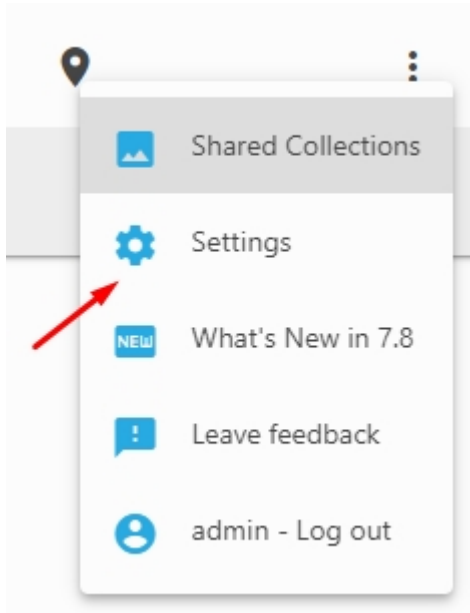 Shared Collections
Settings
NEW What's New in 7.8
Leave feedback
admin - Log out